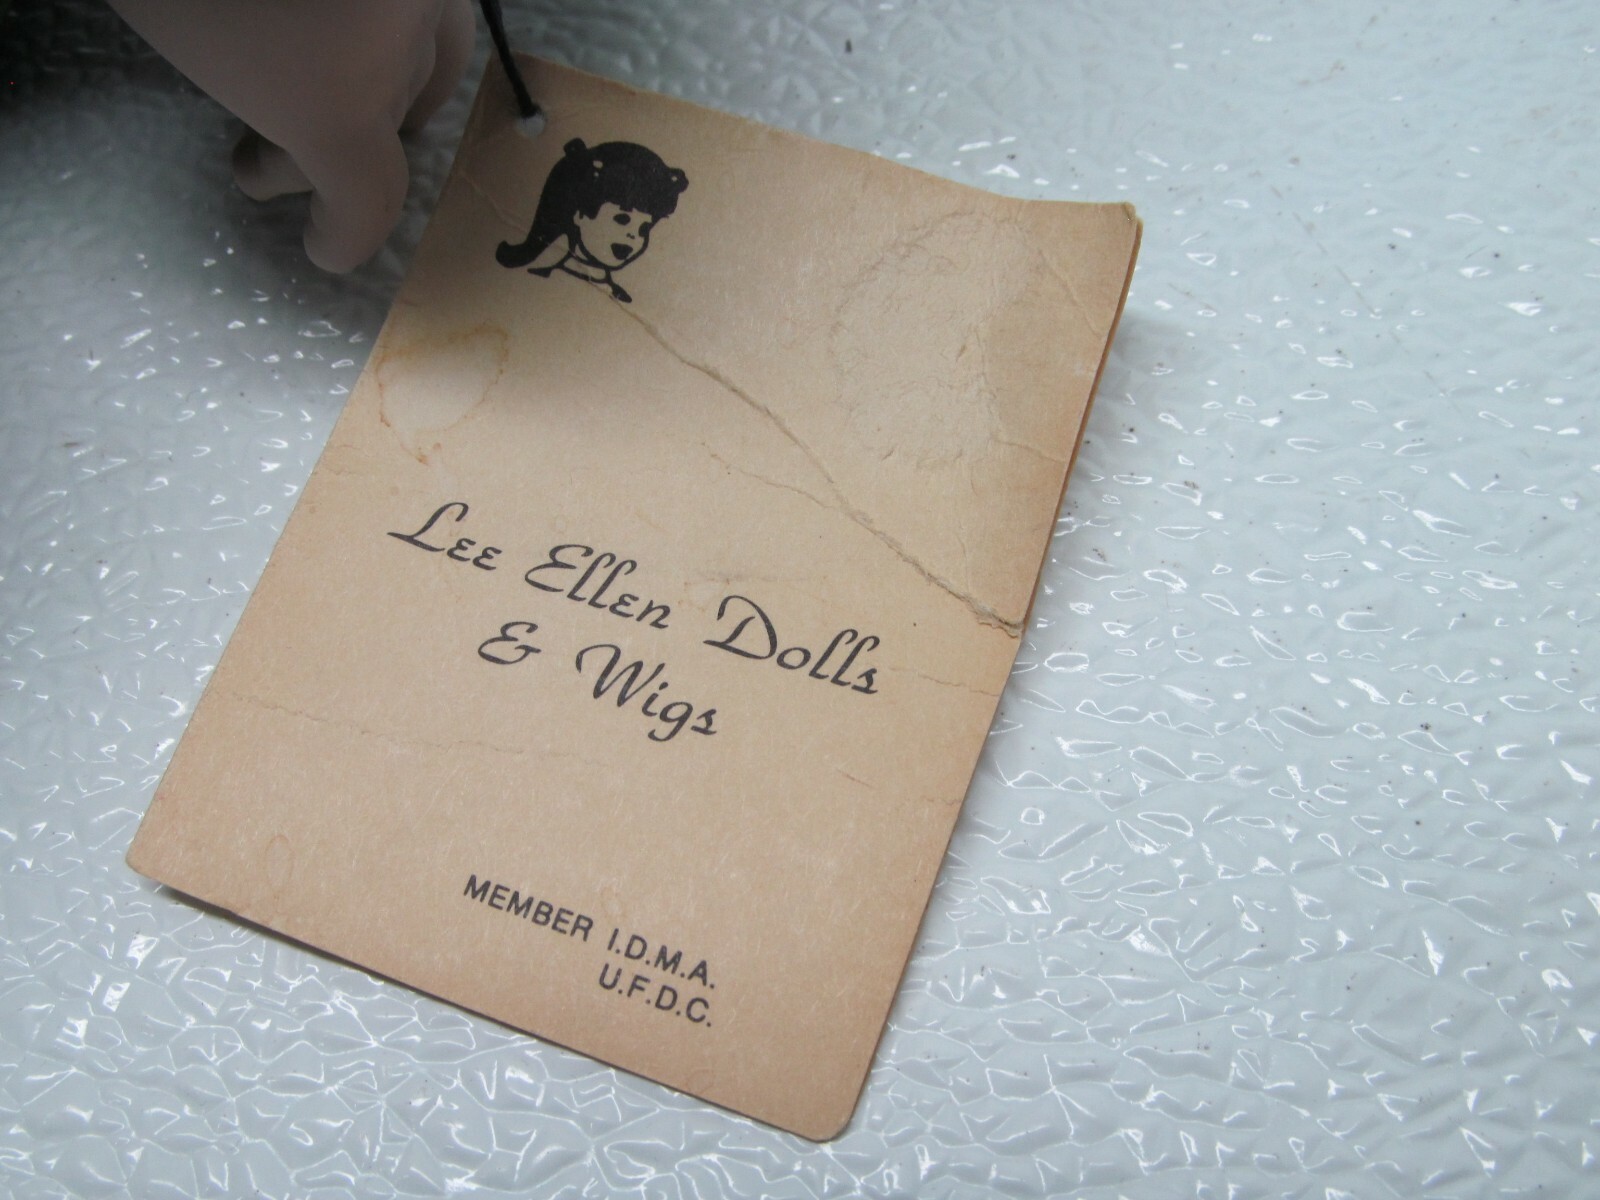 Lee Ellen Dolls
& Wigs
MEMBER I.D.M.A.
U.F.D.C.